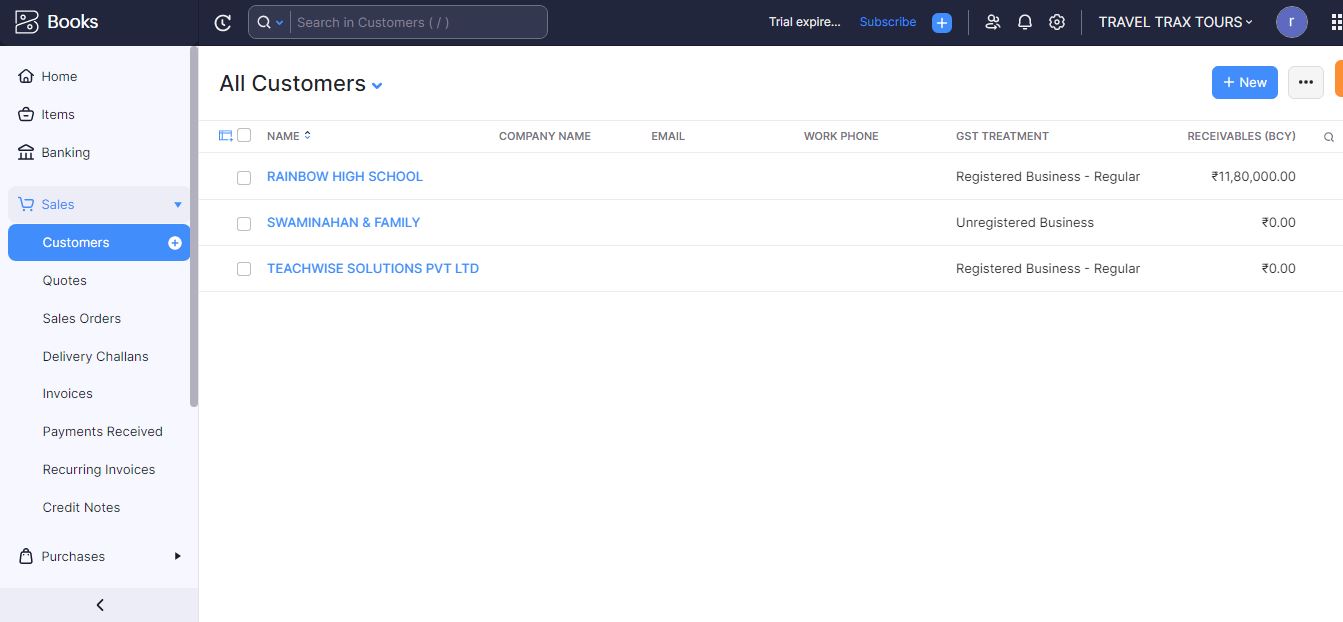 Books
Search in Customers ( / )
Trial expire...
Subscribe
TRAVEL TRAX TOURS
r
Home
Items
Banking
Sales
Customers
Quotes
Sales Orders
Delivery Challans
Invoices
Payments Received
Recurring Invoices
Credit Notes
Purchases
All Customers
+ New
NAME COMPANY NAME EMAIL WORK PHONE GST TREATMENT RECEIVABLES (BCY)
RAINBOW HIGH SCHOOL Registered Business - Regular ₹11,80,000.00
SWAMINAHAN & FAMILY Unregistered Business ₹0.00
TEACHWISE SOLUTIONS PVT LTD Registered Business - Regular ₹0.00